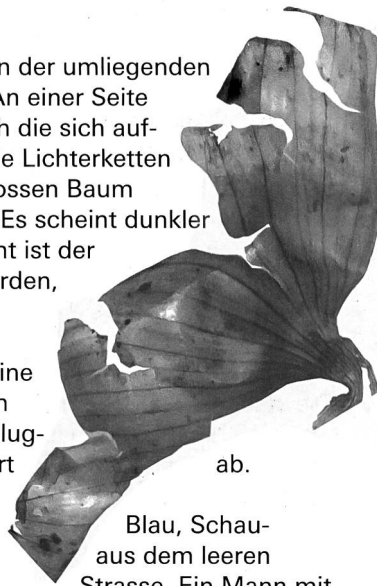 n der umliegenden
An einer Seite
h die sich auf-
e Lichterketten
ossen Baum
Es scheint dunkler
ht ist der
rden,
ine
n
lug-
rt ab.
Blau, Schau-
aus dem leeren
Strasse. Ein Mann mit